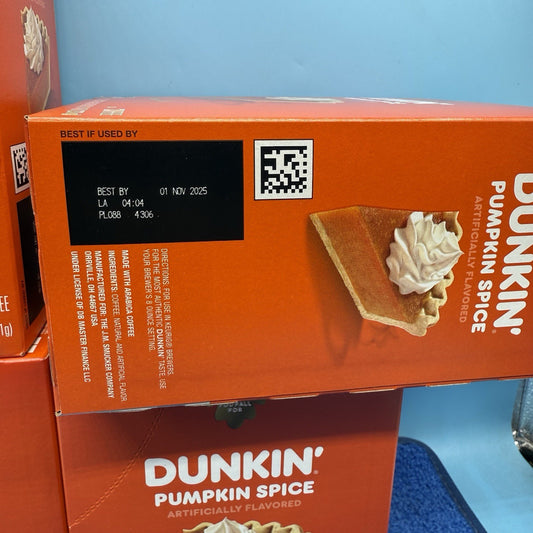 BEST IF USED BY
BEST BY 01 NOV 2025
LA 04:04
PL088 4306
DIRECTIONS: FOR USE IN KEURIG® BREWERS.
FOR THE MOST AUTHENTIC DUNKIN' TASTE, USE
YOUR BREWER'S 8 OUNCE SETTING.
MADE WITH ARABICA COFFEE
INGREDIENTS: COFFEE, NATURAL AND ARTIFICIAL FLAVOR.
MANUFACTURED FOR: THE J.M. SMUCKER COMPANY
ORRVILLE, OH 44667 USA
UNDER LICENSE OF DB MASTER FINANCE LLC
DUNKIN'®
PUMPKIN SPICE
ARTIFICIALLY FLAVORED
DUNKIN'®
PUMPKIN SPICE
ARTIFICIALLY FLAVORED